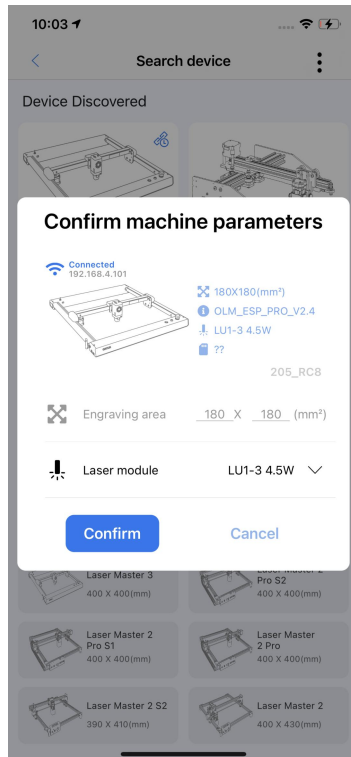 10:03
Search device
Device Discovered
Confirm machine parameters
Connected
192.168.4.101
180X180(mm²)
OLM_ESP_PRO_V2.4
LU1-3 4.5W
??
205_RC8
Engraving area
180 X 180 (mm²)
Laser module
LU1-3 4.5W
Confirm
Cancel
Laser Master 3
400 X 400(mm)
Laser Master 2
Pro S2
400 X 400(mm)
Laser Master 2
Pro S1
400 X 400(mm)
Laser Master
2 Pro
400 X 400(mm)
Laser Master 2 S2
390 X 410(mm)
Laser Master 2
400 X 430(mm)